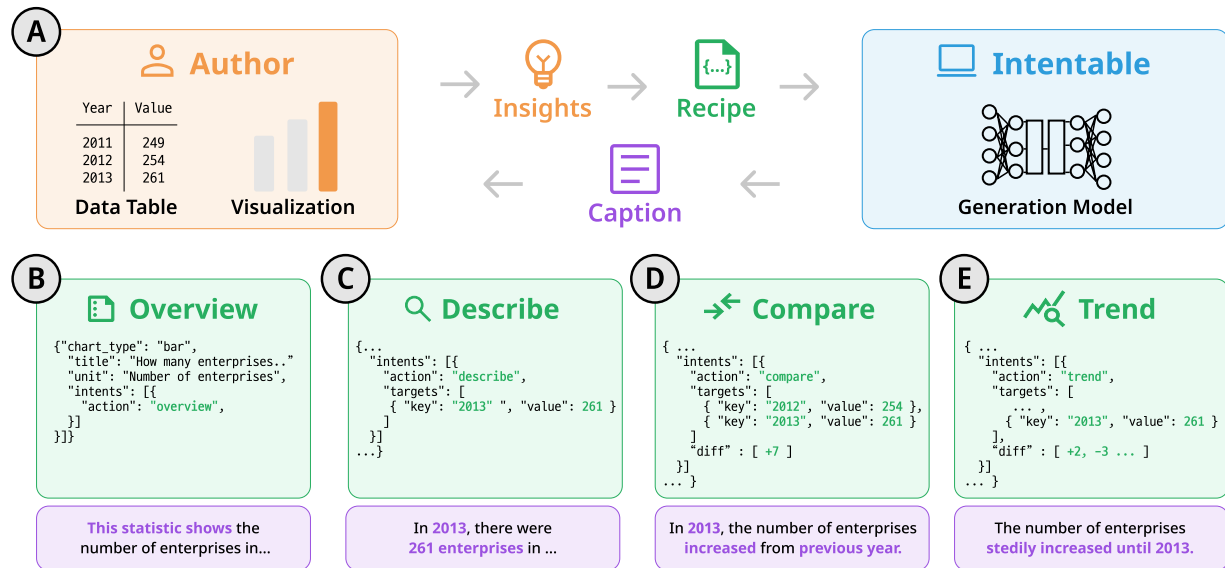 A
Author
Year Value
2011 249
2012 254
2013 261
Data Table
Visualization
Insights
{...}
Recipe
Caption
Intentable
Generation Model
B
Overview
{"chart_type": "bar",
"title": "How many enterprises.."
"unit": "Number of enterprises",
"intents": [{
"action": "overview",
}]
}]}
This statistic shows the
number of enterprises in...
C
Describe
{...
"intents": [{
"action": "describe",
"targets": [
{ "key": "2013" ", "value": 261 }
]
}]
...}
In 2013, there were
261 enterprises in ...
D
Compare
{ ...
"intents": [{
"action": "compare",
"targets": [
{ "key": "2012", "value": 254 },
{ "key": "2013", "value": 261 }
]
“diff” : [ +7 ]
}]
... }
In 2013, the number of enterprises
increased from previous year.
E
Trend
{ ...
"intents": [{
"action": "trend",
"targets": [
... ,
{ "key": "2013", "value": 261 }
],
“diff” : [ +2, −3 ... ]
}]
... }
The number of enterprises
stedily increased until 2013.